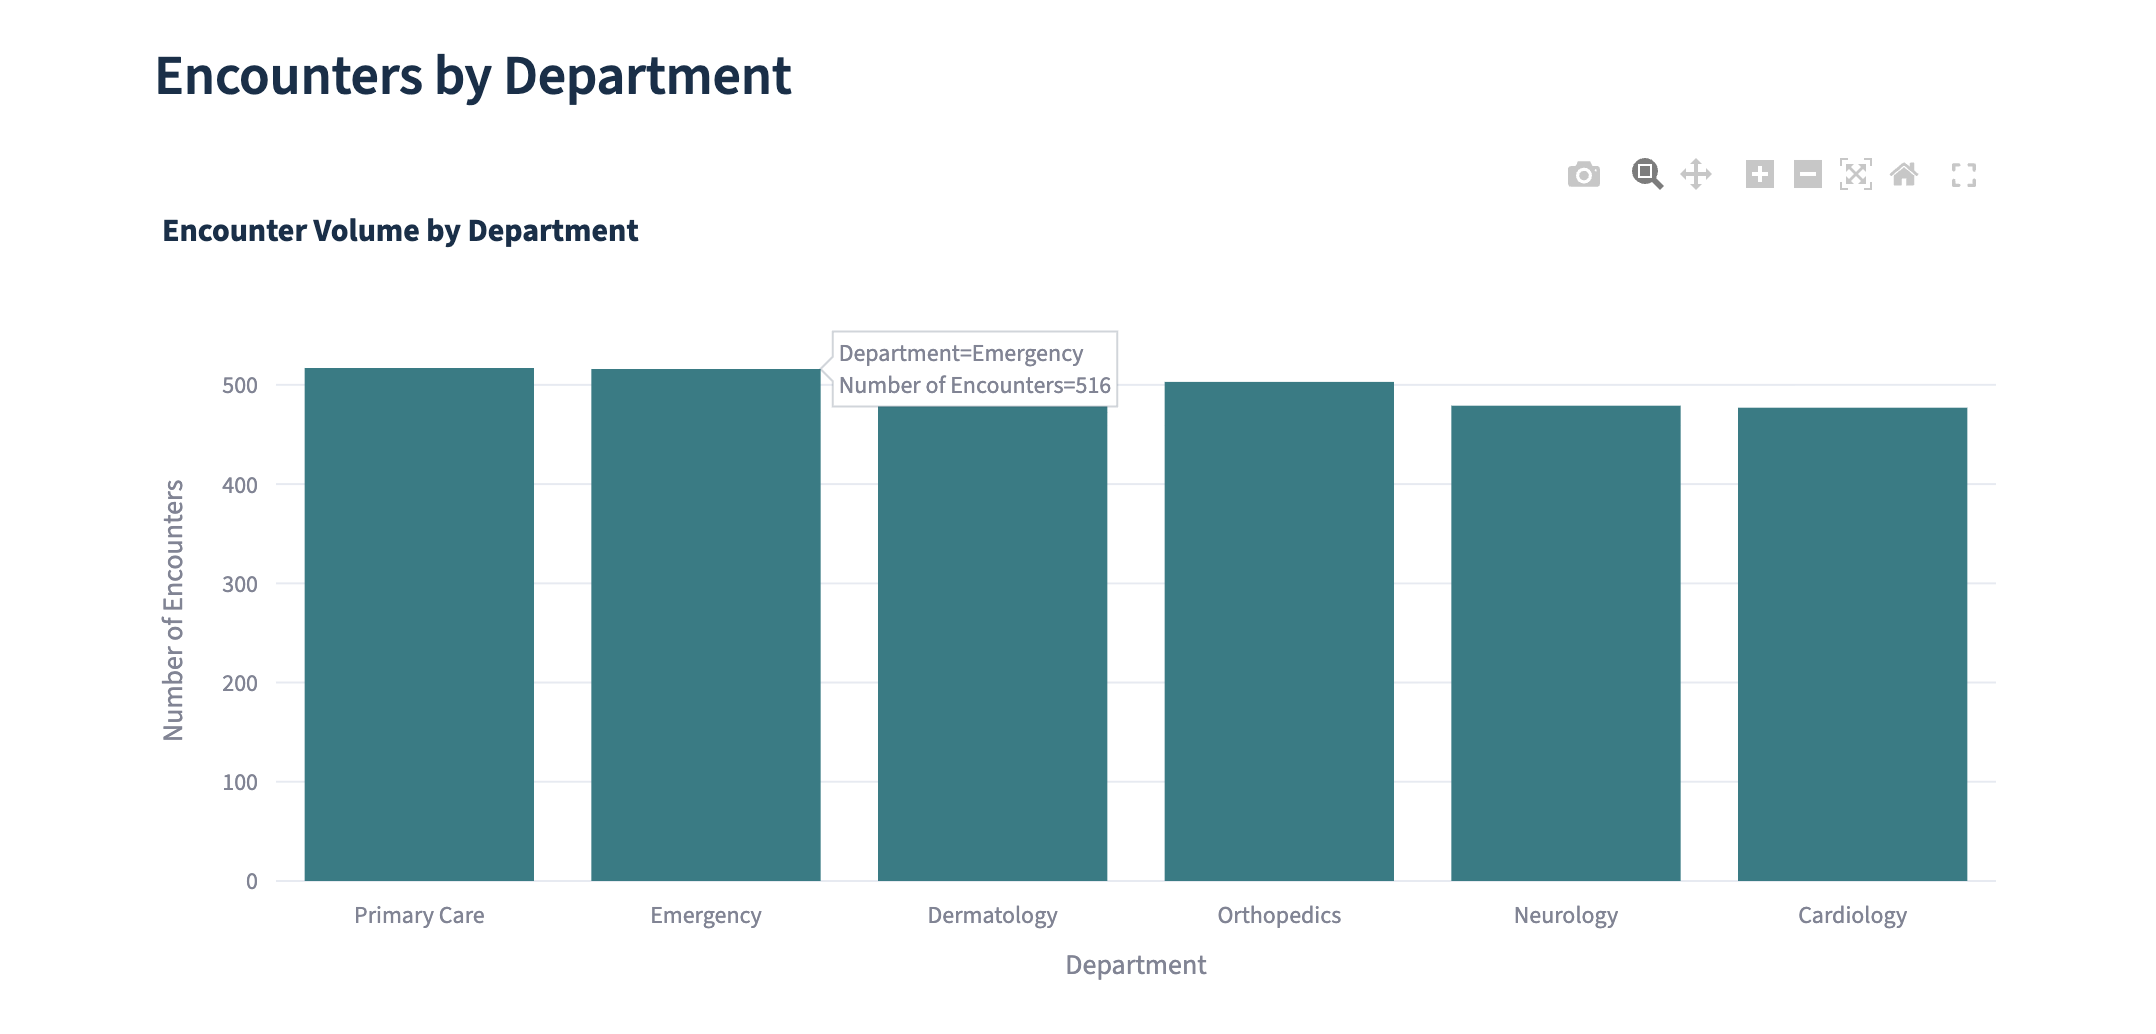 Encounters by Department
Encounter Volume by Department
Department=Emergency
Number of Encounters=516
500
400
300
200
100
0
Number of Encounters
Primary Care
Emergency
Dermatology
Orthopedics
Neurology
Cardiology
Department